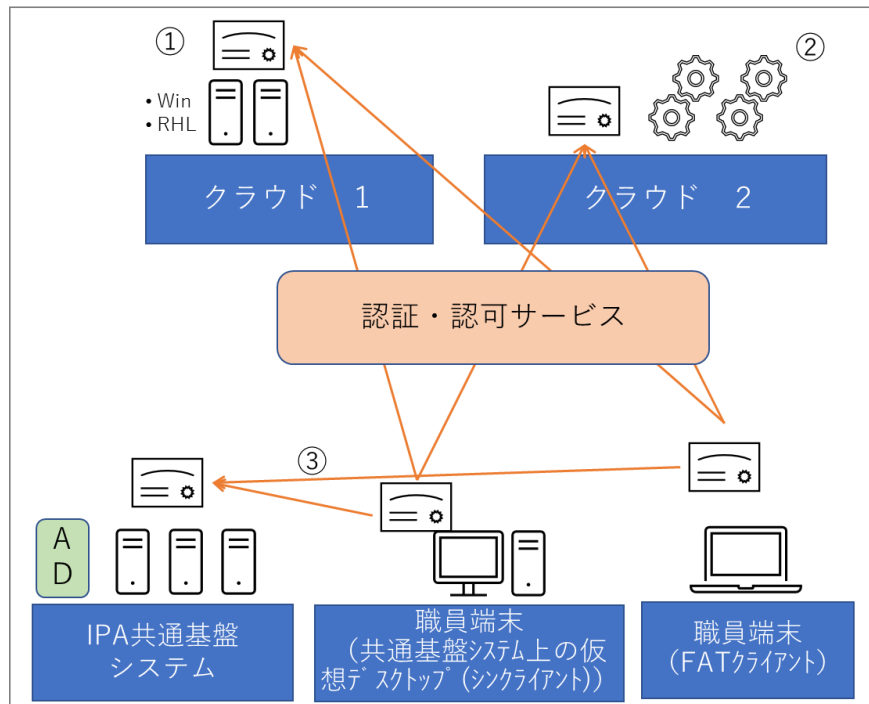 ①
②
• Win
• RHL
クラウド　1
クラウド　2
認証・認可サービス
③
A
D
IPA共通基盤
システム
職員端末
（共通基盤ｼｽﾃﾑ上の仮
想ﾃﾞｽｸﾄｯﾌﾟ(ｼﾝｸﾗｲｱﾝﾄ))
職員端末
(FATｸﾗｲｱﾝﾄ)